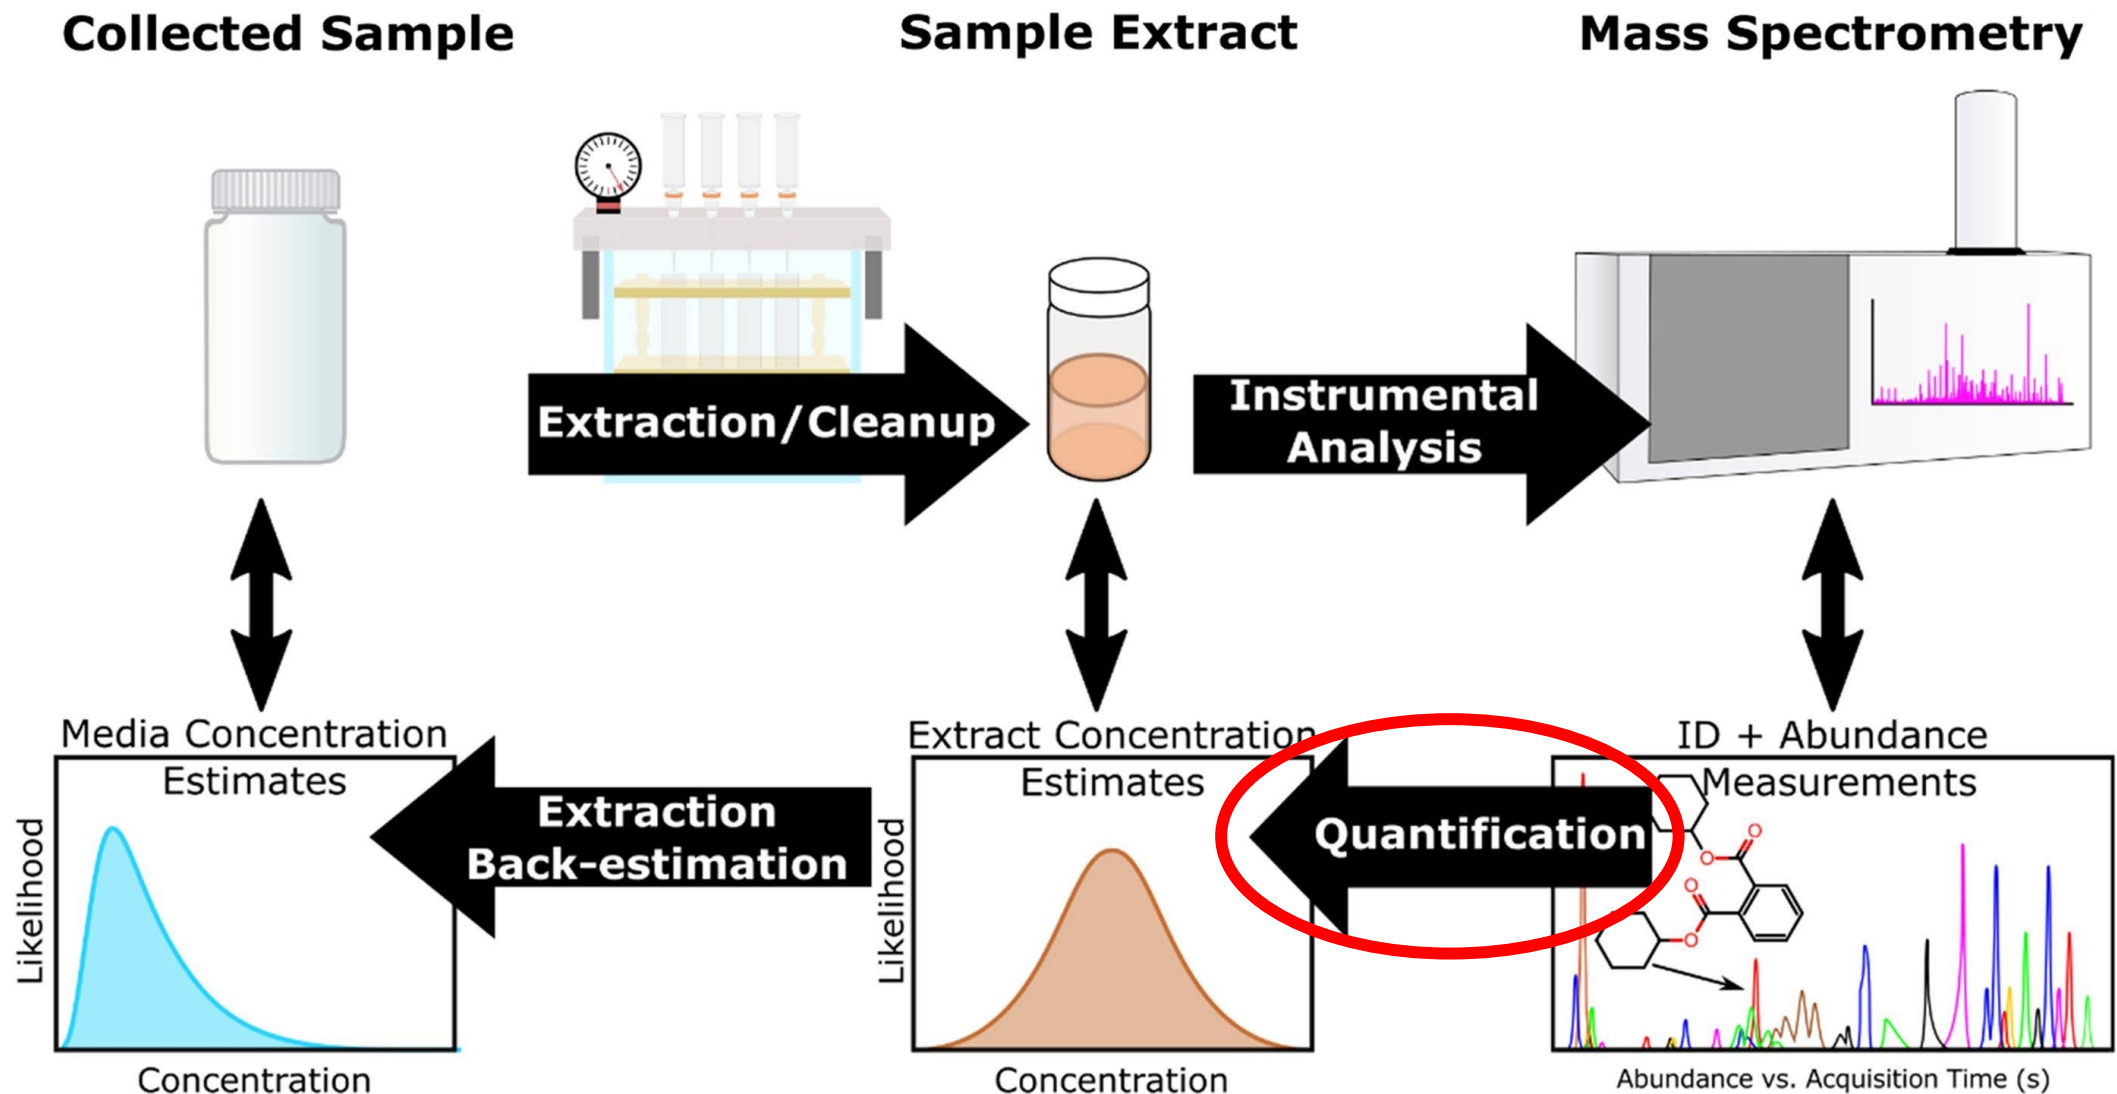 Collected Sample
Sample Extract
Mass Spectrometry
Extraction/Cleanup
Instrumental
Analysis
Media Concentration
Estimates
Likelihood
Concentration
Extraction
Back-estimation
Extract Concentration
Estimates
Likelihood
Concentration
Quantification
ID + Abundance
Measurements
O
O
O
O
Abundance vs. Acquisition Time (s)